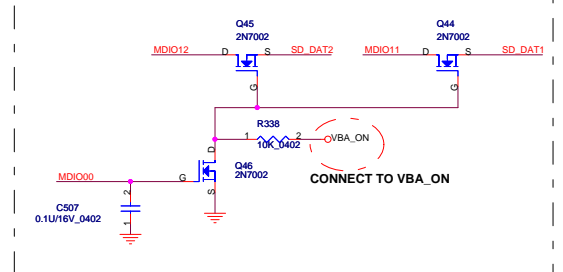 Q45
2N7002
Q44
2N7002
MDIO12
D
S
SD_DAT2
MDIO11
D
S
SD_DAT1
G
G
R338
1
2
10K_0402
VBA_ON
D
Q46
2N7002
CONNECT TO VBA_ON
MDIO00
G
S
2
C507
0.1U/16V_0402
1